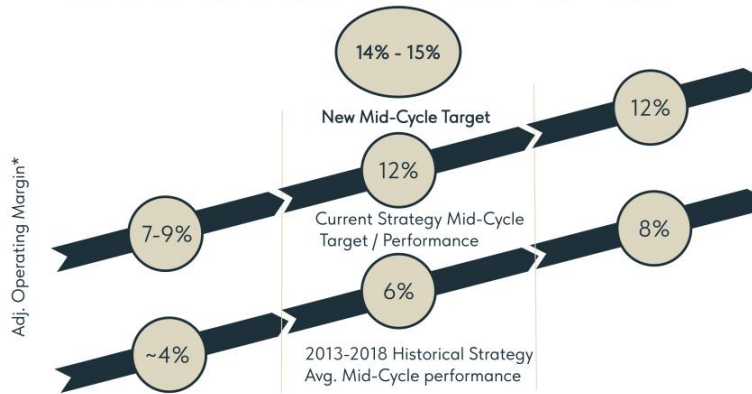 14% - 15%
New Mid-Cycle Target
12%
12%
7-9%
Current Strategy Mid-Cycle
Target / Performance
8%
6%
~4%
2013-2018 Historical Strategy
Avg. Mid-Cycle performance
Adj. Operating Margin*